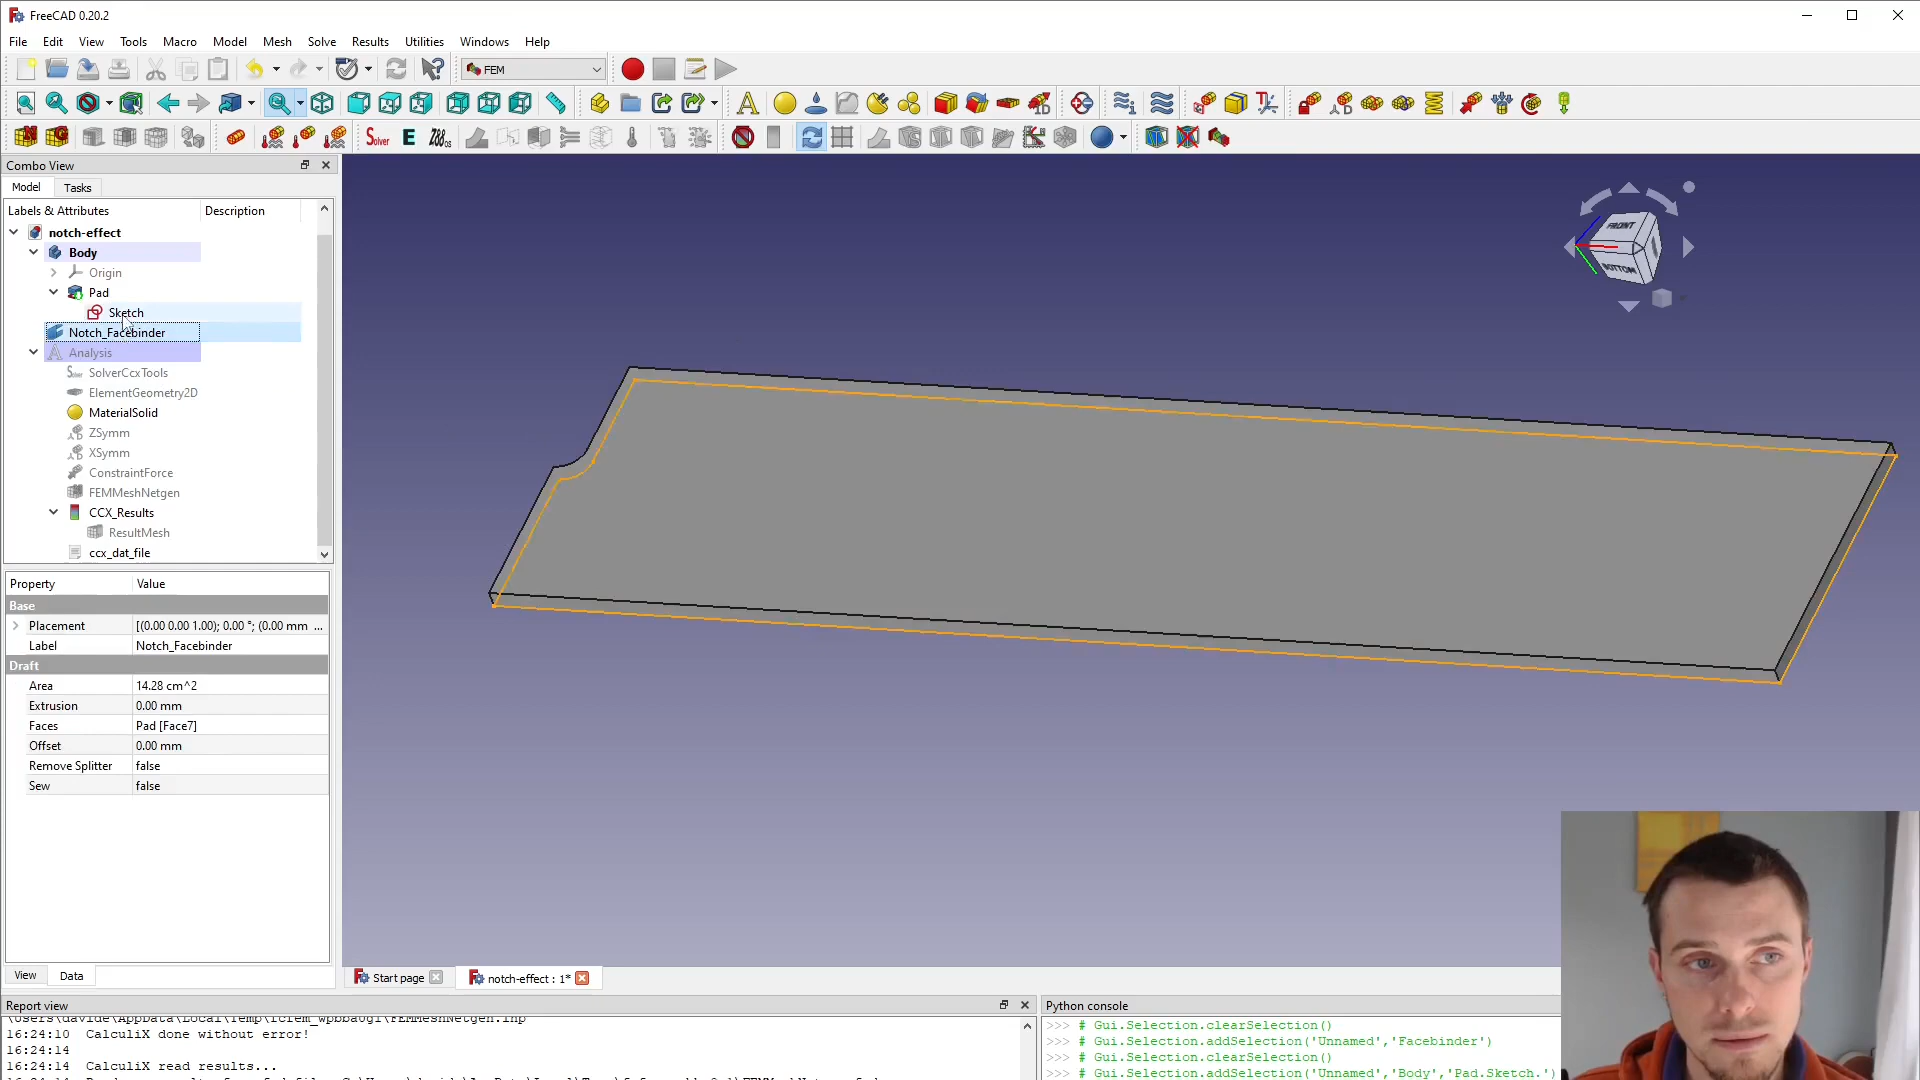 FreeCAD 0.20.2
File Edit View Tools Macro Model Mesh Solve Results Utilities Windows Help
FEM
Solver E Z88os
Combo View
Model Tasks
Labels & Attributes Description
notch-effect
Body
Origin
Pad
Sketch
Notch_Facebinder
Analysis
SolverCcxTools
ElementGeometry2D
MaterialSolid
ZSymm
XSymm
ConstraintForce
FEMMeshNetgen
CCX_Results
ResultMesh
ccx_dat_file
FRONT
BOTTOM
Property Value
Base
Placement [(0.00 0.00 1.00); 0.00 °; (0.00 mm ...
Label Notch_Facebinder
Draft
Area 14.28 cm^2
Extrusion 0.00 mm
Faces Pad [Face7]
Offset 0.00 mm
Remove Splitter false
Sew false
View Data
Start page notch-effect : 1*
Report view
16:24:10 CalculiX done without error!
16:24:14
16:24:14 CalculiX read results...
Python console
>>> # Gui.Selection.clearSelection()
>>> # Gui.Selection.addSelection('Unnamed','Facebinder')
>>> # Gui.Selection.clearSelection()
>>> # Gui.Selection.addSelection('Unnamed','Body','Pad.Sketch.')